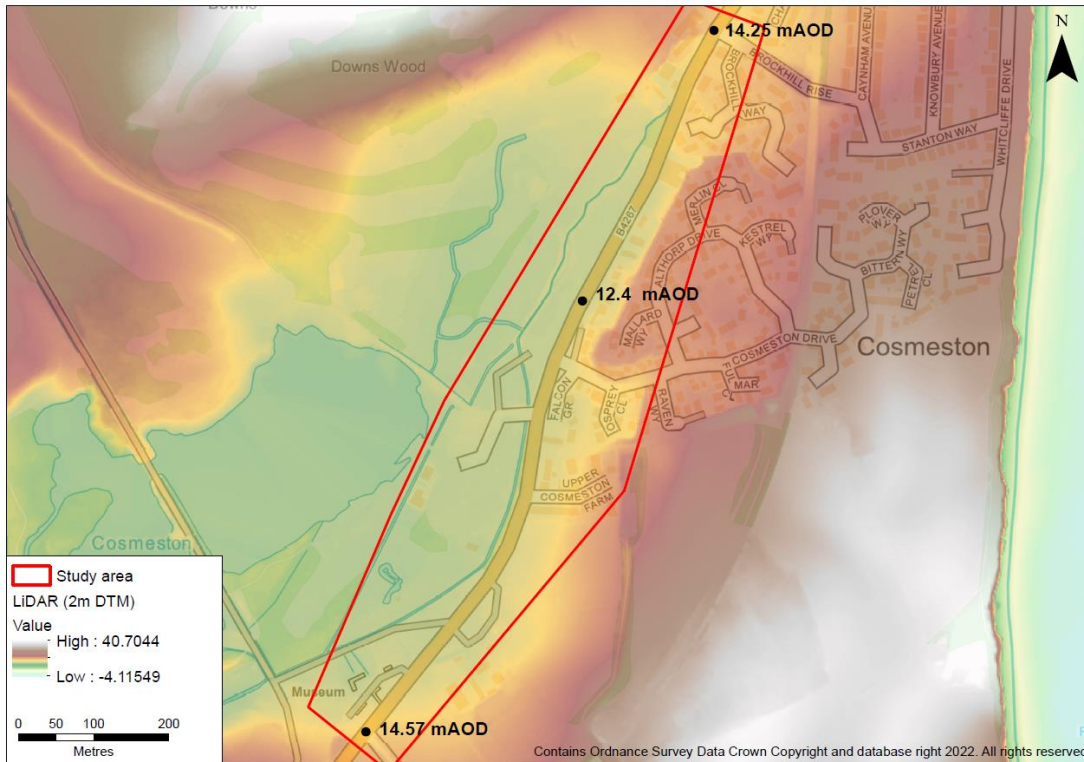 Downs
Downs Wood
14.25 mAOD
N
BROCKHILL RISE
BROCKHILL
WAY
CAYNHAM AVENUE
KNOWBURY AVENUE
WHITCLIFFE DRIVE
STANTON WAY
MERLIN CL
ALTHORP DRIVE
KESTREL
WY
PLOVER
WY
BITTERN WY
PETREL
CL
B4267
12.4 mAOD
MALLARD
WY
COSMESTON DRIVE
Cosmeston
FALCON
GR
OSPREY
CL
RAVEN
WY
MAR
UPPER
COSMESTON
FARM
Cosmeston
Study area
LiDAR (2m DTM)
Value
High : 40.7044
Low : -4.11549
0 50 100 200
Metres
Museum
14.57 mAOD
Contains Ordnance Survey Data Crown Copyright and database right 2022. All rights reserved